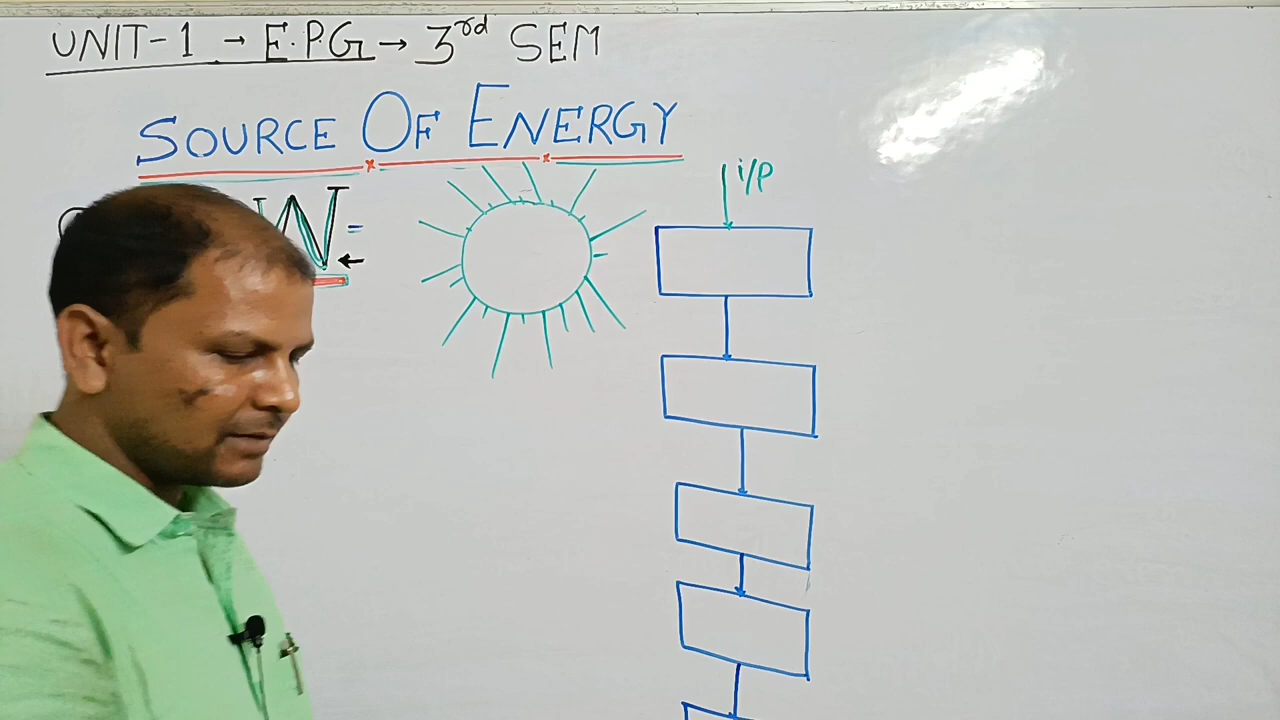 UNIT-1 → E.P.G → 3rd SEM
SOURCE OF ENERGY
i/P